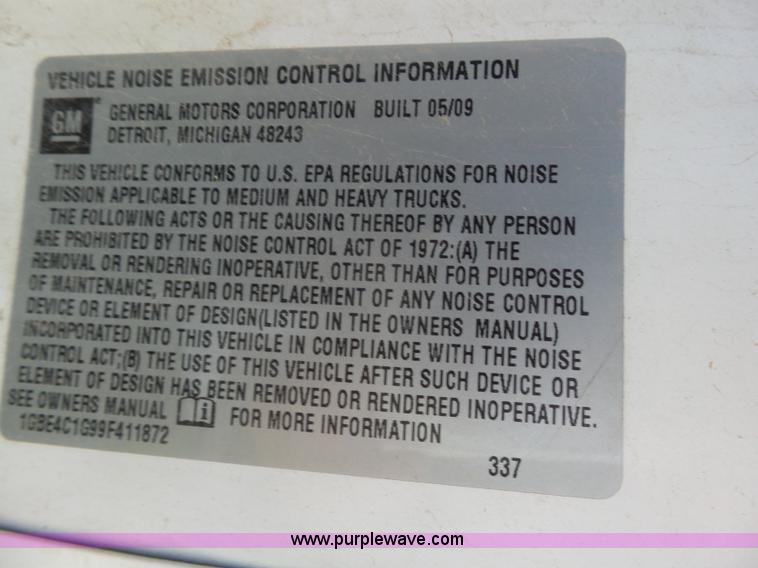 VEHICLE NOISE EMISSION CONTROL INFORMATION
GM® GENERAL MOTORS CORPORATION BUILT 05/09
DETROIT, MICHIGAN 48243
THIS VEHICLE CONFORMS TO U.S. EPA REGULATIONS FOR NOISE
EMISSION APPLICABLE TO MEDIUM AND HEAVY TRUCKS.
THE FOLLOWING ACTS OR THE CAUSING THEREOF BY ANY PERSON
ARE PROHIBITED BY THE NOISE CONTROL ACT OF 1972:(A) THE
REMOVAL OR RENDERING INOPERATIVE, OTHER THAN FOR PURPOSES
OF MAINTENANCE, REPAIR OR REPLACEMENT OF ANY NOISE CONTROL
DEVICE OR ELEMENT OF DESIGN(LISTED IN THE OWNERS MANUAL)
INCORPORATED INTO THIS VEHICLE IN COMPLIANCE WITH THE NOISE
CONTROL ACT;(B) THE USE OF THIS VEHICLE AFTER SUCH DEVICE OR
ELEMENT OF DESIGN HAS BEEN REMOVED OR RENDERED INOPERATIVE.
SEE OWNERS MANUAL i FOR MORE INFORMATION
1GBE4C1G99F411872
337
www.purplewave.com